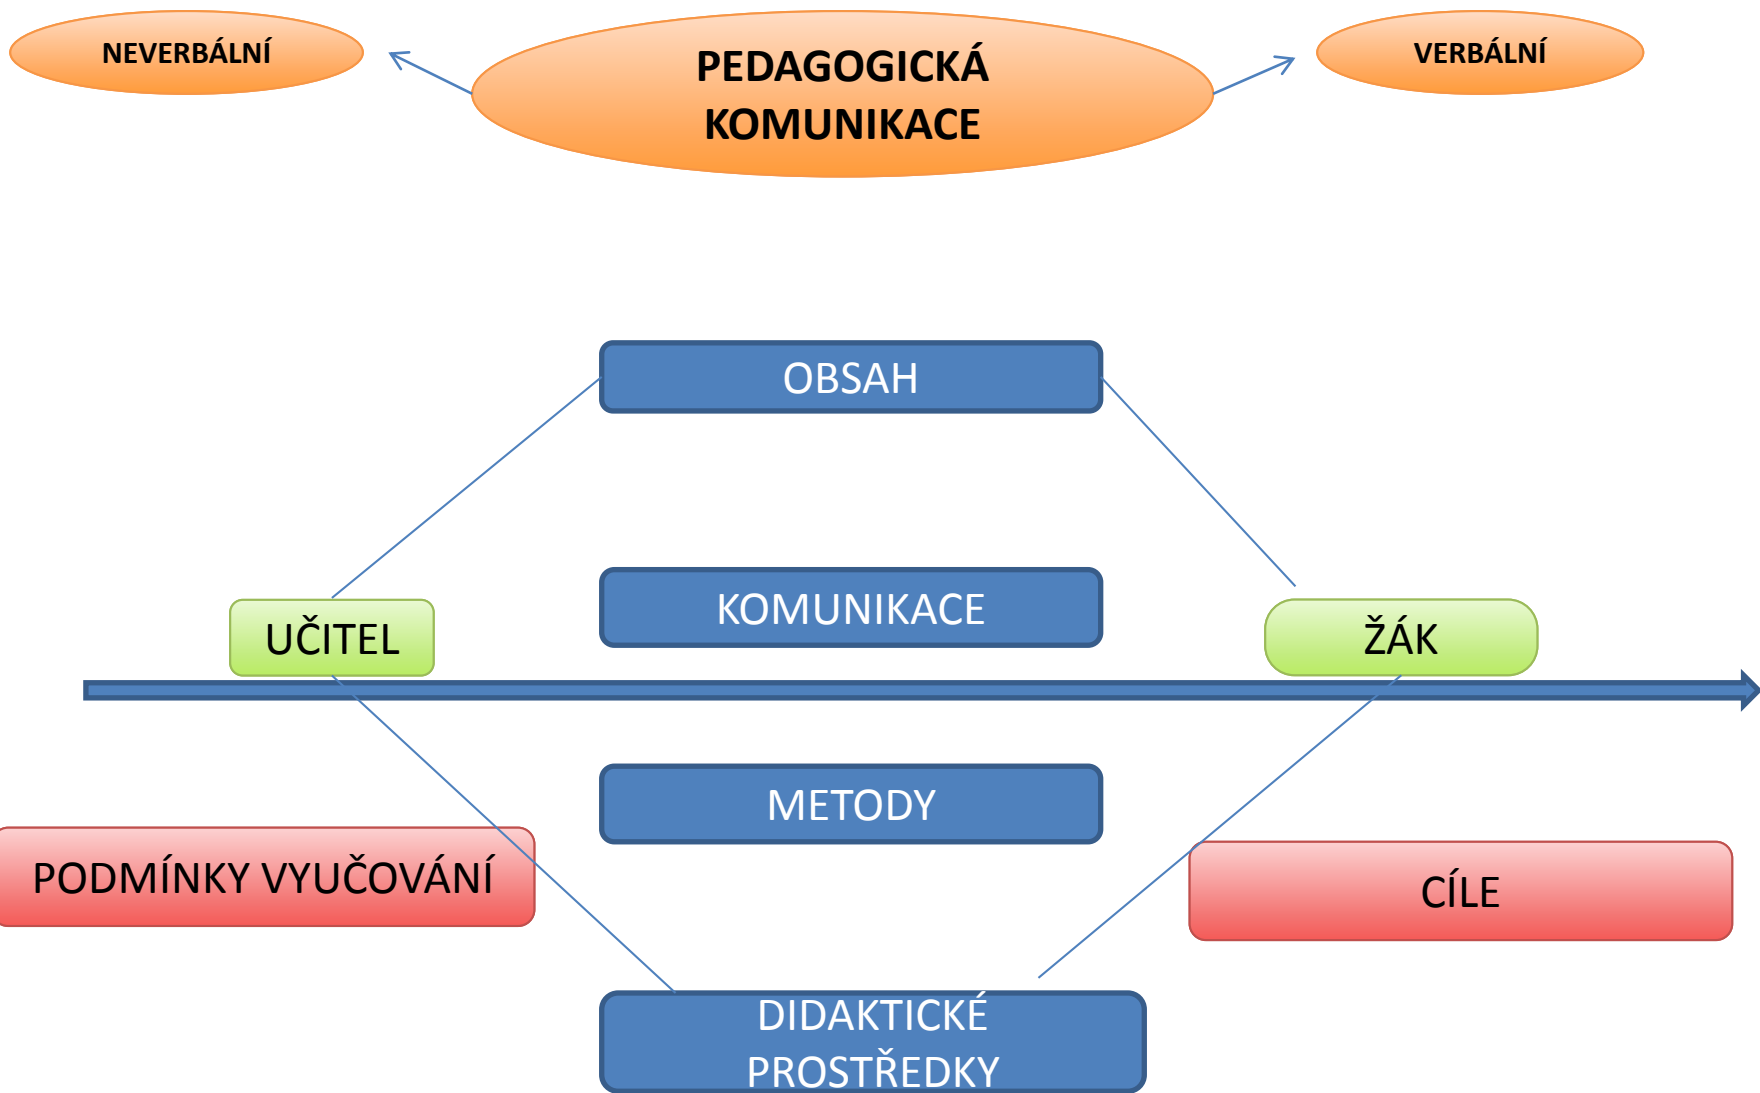 NEVERBÁLNÍ
PEDAGOGICKÁ
KOMUNIKACE
VERBÁLNÍ
OBSAH
KOMUNIKACE
UČITEL
ŽÁK
METODY
PODMÍNKY VYUČOVÁNÍ
CÍLE
DIDAKTICKÉ
PROSTŘEDKY